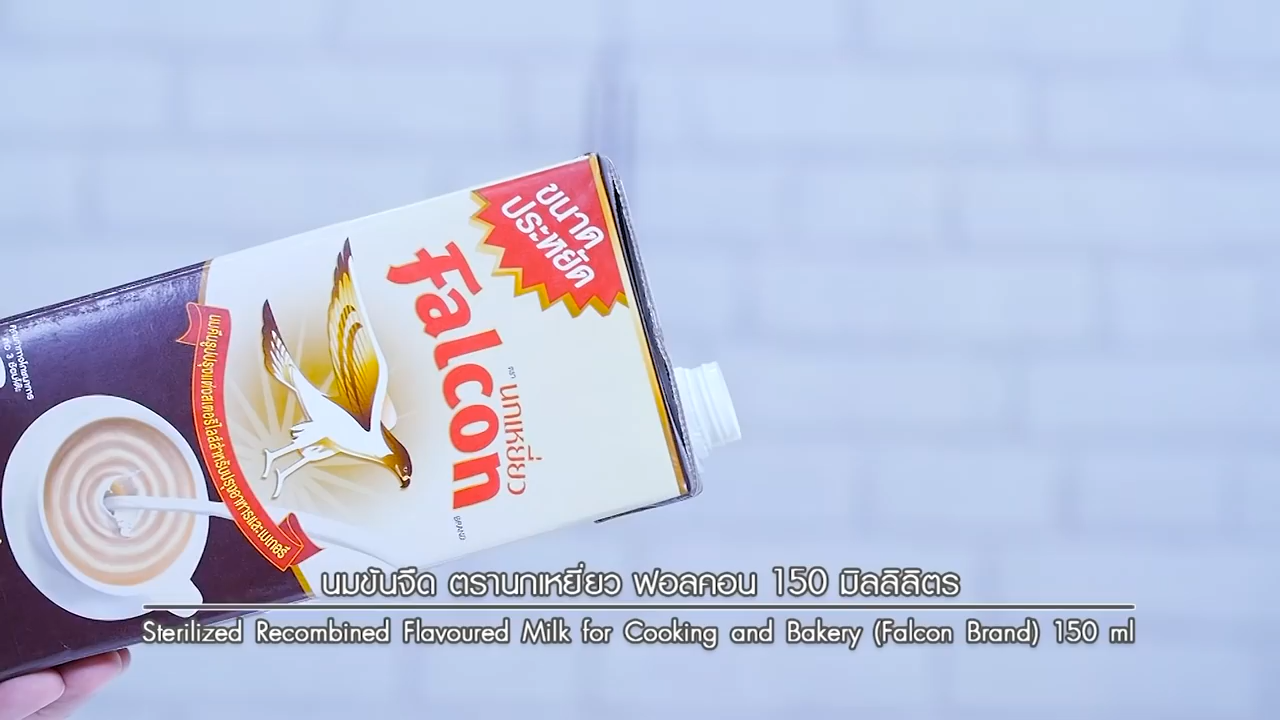 ขนาด
ประหยัด
Falcon
ตรา
นกเหยี่ยว
BRAND
นมข้นจืด ตรานกเหยี่ยว ฟอลคอน 150 มิลลิลิตร
Sterilized Recombined Flavoured Milk for Cooking and Bakery (Falcon Brand) 150 ml